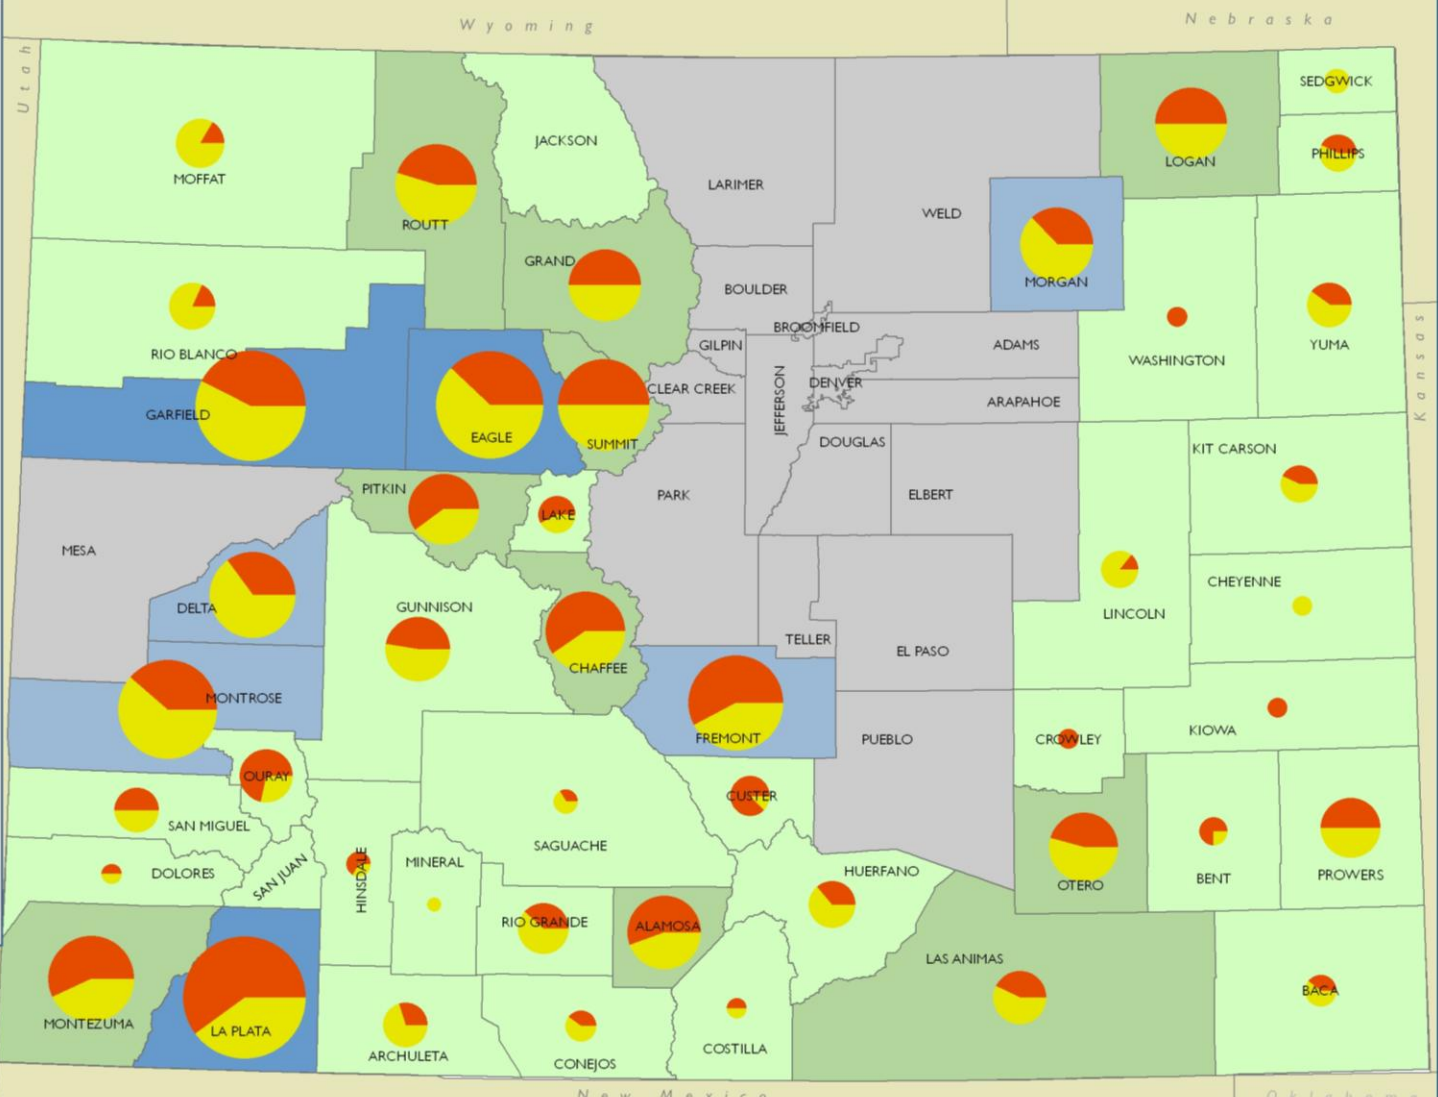 Wyoming
Nebraska
Utah
SEDGWICK
JACKSON
PHILLIPS
LOGAN
MOFFAT
LARIMER
WELD
ROUTT
GRAND
MORGAN
BOULDER
BROOMFIELD
GILPIN
ADAMS
YUMA
RIO BLANCO
WASHINGTON
Kansas
DENVER
CLEAR CREEK
JEFFERSON
ARAPAHOE
GARFIELD
EAGLE
SUMMIT
DOUGLAS
KIT CARSON
PITKIN
PARK
ELBERT
LAKE
MESA
CHEYENNE
DELTA
GUNNISON
LINCOLN
TELLER
EL PASO
CHAFFEE
MONTROSE
KIOWA
FREMONT
PUEBLO
CROWLEY
OURAY
CUSTER
SAN MIGUEL
SAGUACHE
MINERAL
HUERFANO
DOLORES
SAN JUAN
HINSDALE
BENT
PROWERS
OTERO
RIO GRANDE
ALAMOSA
LAS ANIMAS
BACA
MONTEZUMA
LA PLATA
COSTILLA
ARCHULETA
CONEJOS
New Mexico
Oklahoma